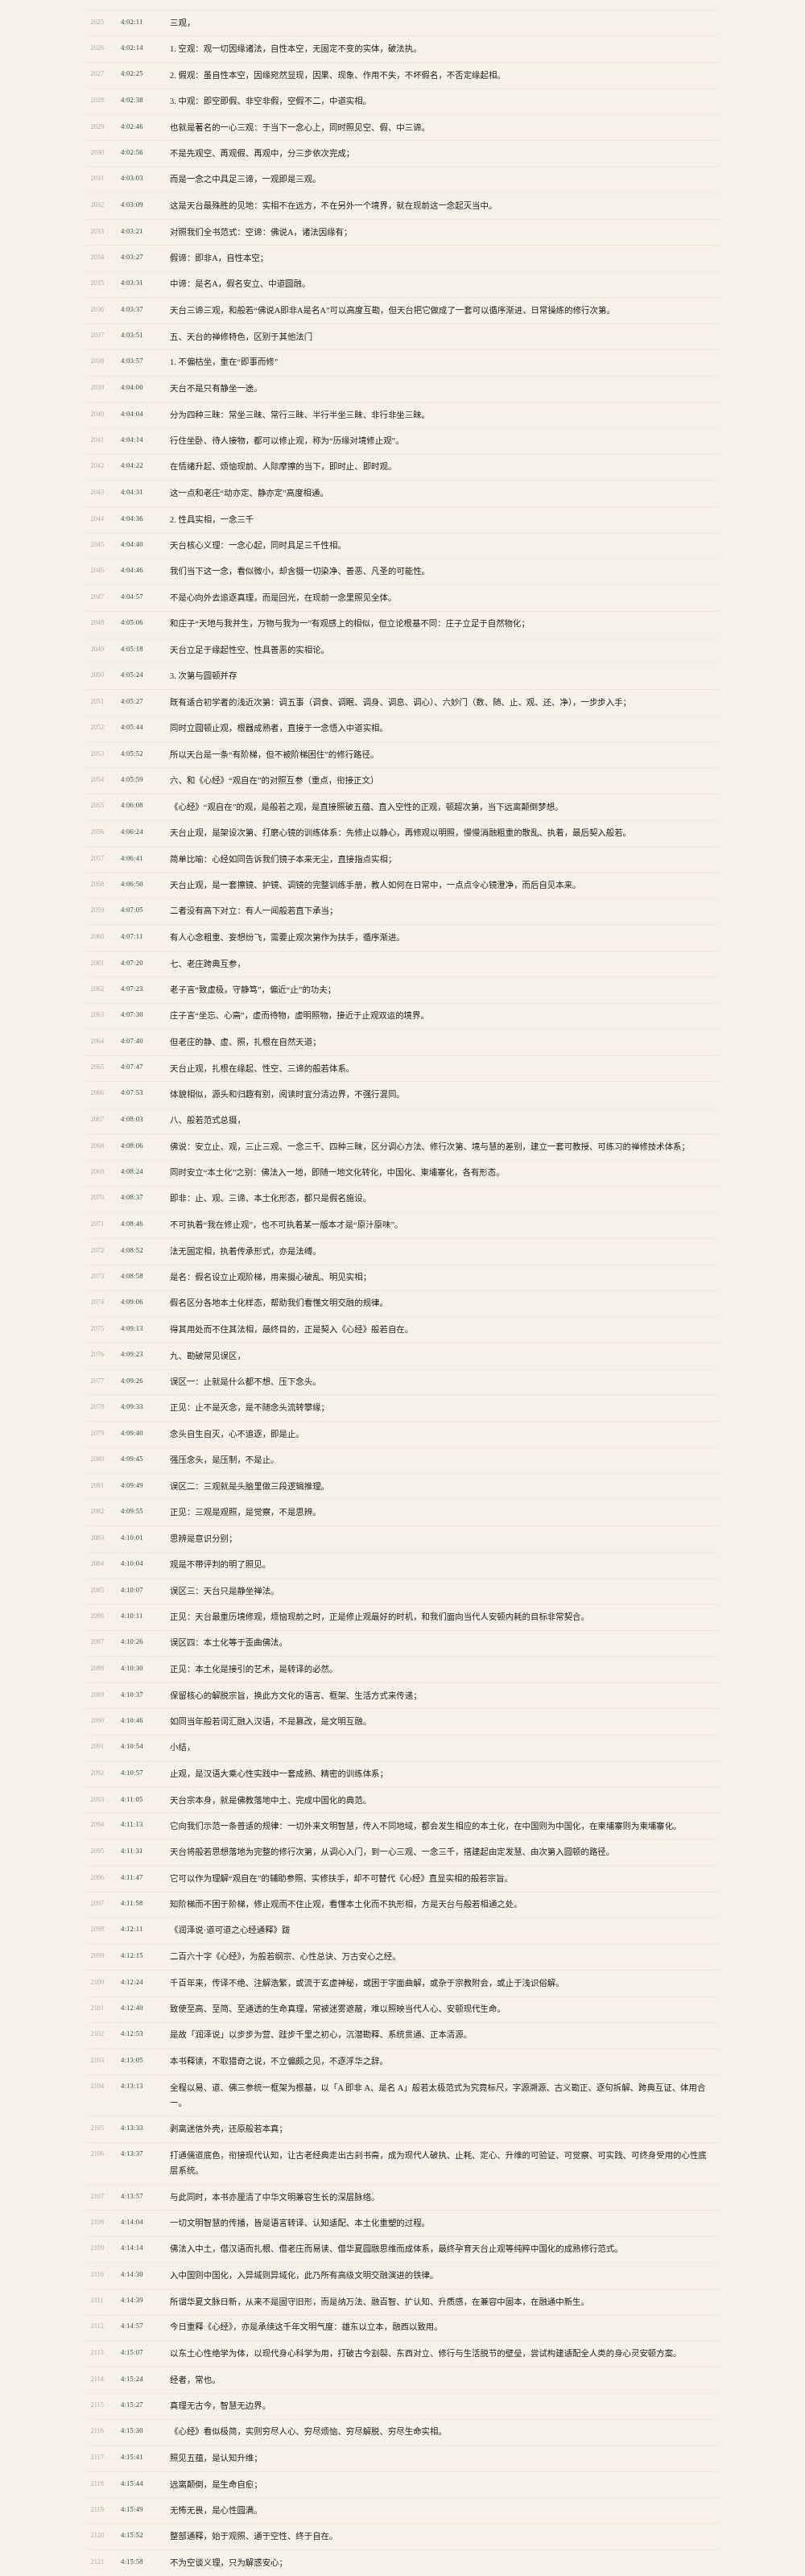 2025 4:02:11 三观，
2026 4:02:14 1. 空观：观一切因缘诸法，自性本空，无固定不变的实体，破法执。
2027 4:02:25 2. 假观：虽自性本空，因缘宛然显现，因果、现象、作用不失，不坏假名，不否定缘起相。
2028 4:02:38 3. 中观：即空即假、非空非假，空假不二，中道实相。
2029 4:02:46 也就是著名的一心三观：于当下一念心上，同时照见空、假、中三谛。
2030 4:02:56 不是先观空、再观假、再观中，分三步依次完成；
2031 4:03:03 而是一念之中具足三谛，一观即是三观。
2032 4:03:09 这是天台最殊胜的见地：实相不在远方，不在另外一个境界，就在现前这一念起灭当中。
2033 4:03:21 对照我们全书范式：空谛：佛说A，诸法因缘有；
2034 4:03:27 假谛：即非A，自性本空；
2035 4:03:31 中谛：是名A，假名安立、中道圆融。
2036 4:03:37 天台三谛三观，和般若“佛说A即非A是名A”可以高度互勘，但天台把它做成了一套可以循序渐进、日常操练的修行次第。
2037 4:03:51 五、天台的禅修特色，区别于其他法门
2038 4:03:57 1. 不偏枯坐，重在“即事而修”
2039 4:04:00 天台不是只有静坐一途。
2040 4:04:04 分为四种三昧：常坐三昧、常行三昧、半行半坐三昧、非行非坐三昧。
2041 4:04:14 行住坐卧、待人接物，都可以修止观，称为“历缘对境修止观”。
2042 4:04:22 在情绪升起、烦恼现前、人际摩擦的当下，即时止、即时观。
2043 4:04:31 这一点和老庄“动亦定、静亦定”高度相通。
2044 4:04:36 2. 性具实相，一念三千
2045 4:04:40 天台核心义理：一念心起，同时具足三千性相。
2046 4:04:46 我们当下这一念，看似微小，却含摄一切染净、善恶、凡圣的可能性。
2047 4:04:57 不是心向外去追逐真理，而是回光，在现前一念里照见全体。
2048 4:05:06 和庄子“天地与我并生，万物与我为一”有观感上的相似，但立论根基不同：庄子立足于自然物化；
2049 4:05:18 天台立足于缘起性空、性具善恶的实相论。
2050 4:05:24 3. 次第与圆顿并存
2051 4:05:27 既有适合初学者的浅近次第：调五事（调食、调眠、调身、调息、调心）、六妙门（数、随、止、观、还、净），一步步入手；
2052 4:05:44 同时立圆顿止观，根器成熟者，直接于一念悟入中道实相。
2053 4:05:52 所以天台是一条“有阶梯，但不被阶梯困住”的修行路径。
2054 4:05:59 六、和《心经》“观自在”的对照互参（重点，衔接正文）
2055 4:06:08 《心经》“观自在”的观，是般若之观，是直接照破五蕴、直入空性的正观，顿超次第，当下远离颠倒梦想。
2056 4:06:24 天台止观，是架设次第、打磨心镜的训练体系：先修止以静心，再修观以明照，慢慢消融粗重的散乱、执着，最后契入般若。
2057 4:06:41 简单比喻：心经如同告诉我们镜子本来无尘，直接指点实相；
2058 4:06:50 天台止观，是一套擦镜、护镜、调镜的完整训练手册，教人如何在日常中，一点点令心镜澄净，而后自见本来。
2059 4:07:05 二者没有高下对立：有人一闻般若直下承当；
2060 4:07:11 有人心念粗重、妄想纷飞，需要止观次第作为扶手，循序渐进。
2061 4:07:20 七、老庄跨典互参，
2062 4:07:23 老子言“致虚极，守静笃”，偏近“止”的功夫；
2063 4:07:30 庄子言“坐忘、心斋”，虚而待物，虚明照物，接近于止观双运的境界。
2064 4:07:40 但老庄的静、虚、照，扎根在自然天道；
2065 4:07:47 天台止观，扎根在缘起、性空、三谛的般若体系。
2066 4:07:53 体貌相似，源头和归趣有别，阅读时宜分清边界，不强行混同。
2067 4:08:03 八、般若范式总摄，
2068 4:08:06 佛说：安立止、观，三止三观、一念三千、四种三昧，区分调心方法、修行次第、境与慧的差别，建立一套可教授、可练习的禅修技术体系；
2069 4:08:24 同时安立“本土化”之别：佛法入一地，即随一地文化转化，中国化、柬埔寨化，各有形态。
2070 4:08:37 即非：止、观、三谛、本土化形态，都只是假名施设。
2071 4:08:46 不可执着“我在修止观”，也不可执着某一版本才是“原汁原味”。
2072 4:08:52 法无固定相，执着传承形式，亦是法缚。
2073 4:08:58 是名：假名设立止观阶梯，用来摄心破乱、明见实相；
2074 4:09:06 假名区分各地本土化样态，帮助我们看懂文明交融的规律。
2075 4:09:13 得其用处而不住其法相，最终目的，正是契入《心经》般若自在。
2076 4:09:23 九、勘破常见误区，
2077 4:09:26 误区一：止就是什么都不想、压下念头。
2078 4:09:33 正见：止不是灭念，是不随念头流转攀缘；
2079 4:09:40 念头自生自灭，心不追逐，即是止。
2080 4:09:45 强压念头，是压制，不是止。
2081 4:09:49 误区二：三观就是头脑里做三段逻辑推理。
2082 4:09:55 正见：三观是观照，是觉察，不是思辨。
2083 4:10:01 思辨是意识分别；
2084 4:10:04 观是不带评判的明了照见。
2085 4:10:07 误区三：天台只是静坐禅法。
2086 4:10:11 正见：天台最重历境修观，烦恼现前之时，正是修止观最好的时机，和我们面向当代人安顿内耗的目标非常契合。
2087 4:10:26 误区四：本土化等于歪曲佛法。
2088 4:10:30 正见：本土化是接引的艺术，是转译的必然。
2089 4:10:37 保留核心的解脱宗旨，换此方文化的语言、框架、生活方式来传递；
2090 4:10:46 如同当年般若词汇融入汉语，不是篡改，是文明互融。
2091 4:10:54 小结，
2092 4:10:57 止观，是汉语大乘心性实践中一套成熟、精密的训练体系；
2093 4:11:05 天台宗本身，就是佛教落地中土、完成中国化的典范。
2094 4:11:13 它向我们示范一条普适的规律：一切外来文明智慧，传入不同地域，都会发生相应的本土化，在中国则为中国化，在柬埔寨则为柬埔寨化。
2095 4:11:31 天台将般若思想落地为完整的修行次第，从调心入门，到一心三观、一念三千，搭建起由定发慧、由次第入圆顿的路径。
2096 4:11:47 它可以作为理解“观自在”的辅助参照、实修扶手，却不可替代《心经》直显实相的般若宗旨。
2097 4:11:58 知阶梯而不困于阶梯，修止观而不住止观，看懂本土化而不执形相，方是天台与般若相通之处。
2098 4:12:11 《润泽说·道可道之心经通释》跋
2099 4:12:15 二百六十字《心经》，为般若纲宗、心性总诀、万古安心之经。
2100 4:12:24 千百年来，传译不绝、注解浩繁，或流于玄虚神秘，或困于字面曲解，或杂于宗教附会，或止于浅识俗解。
2101 4:12:40 致使至高、至简、至通透的生命真理，常被迷雾遮蔽，难以照映当代人心、安顿现代生命。
2102 4:12:53 是故「润泽说」以步步为营、跬步千里之初心，沉潜勘释、系统贯通、正本清源。
2103 4:13:05 本书释读，不取猎奇之说，不立偏颇之见，不逐浮华之辞。
2104 4:13:13 全程以易、道、佛三参统一框架为根基，以「A 即非 A、是名 A」般若太极范式为究竟标尺，字源溯源、古义勘正、逐句拆解、跨典互证、体用合
一。
2105 4:13:33 剥离迷信外壳，还原般若本真；
2106 4:13:37 打通儒道底色，衔接现代认知，让古老经典走出古刹书斋，成为现代人破执、止耗、定心、升维的可验证、可觉察、可实践、可终身受用的心性底
层系统。
2107 4:13:57 与此同时，本书亦厘清了中华文明兼容生长的深层脉络。
2108 4:14:04 一切文明智慧的传播，皆是语言转译、认知适配、本土化重塑的过程。
2109 4:14:14 佛法入中土，借汉语而扎根、借老庄而易读、借华夏圆融思维而成体系，最终孕育天台止观等纯粹中国化的成熟修行范式。
2110 4:14:30 入中国则中国化，入异域则异域化，此乃所有高级文明交融演进的铁律。
2111 4:14:39 所谓华夏文脉日新，从来不是固守旧形，而是纳万法、融百智、扩认知、升质感，在兼容中固本，在融通中新生。
2112 4:14:57 今日重释《心经》，亦是承续这千年文明气度：雄东以立本，融西以致用。
2113 4:15:07 以东土心性绝学为体，以现代身心科学为用，打破古今割裂、东西对立、修行与生活脱节的壁垒，尝试构建适配全人类的身心灵安顿方案。
2114 4:15:24 经者，常也。
2115 4:15:27 真理无古今，智慧无边界。
2116 4:15:30 《心经》看似极简，实则穷尽人心、穷尽烦恼、穷尽解脱、穷尽生命实相。
2117 4:15:41 照见五蕴，是认知升维；
2118 4:15:44 远离颠倒，是生命自愈；
2119 4:15:49 无怖无畏，是心性圆满。
2120 4:15:52 整部通释，始于观照、通于空性、终于自在。
2121 4:15:58 不为空谈义理，只为解惑安心；